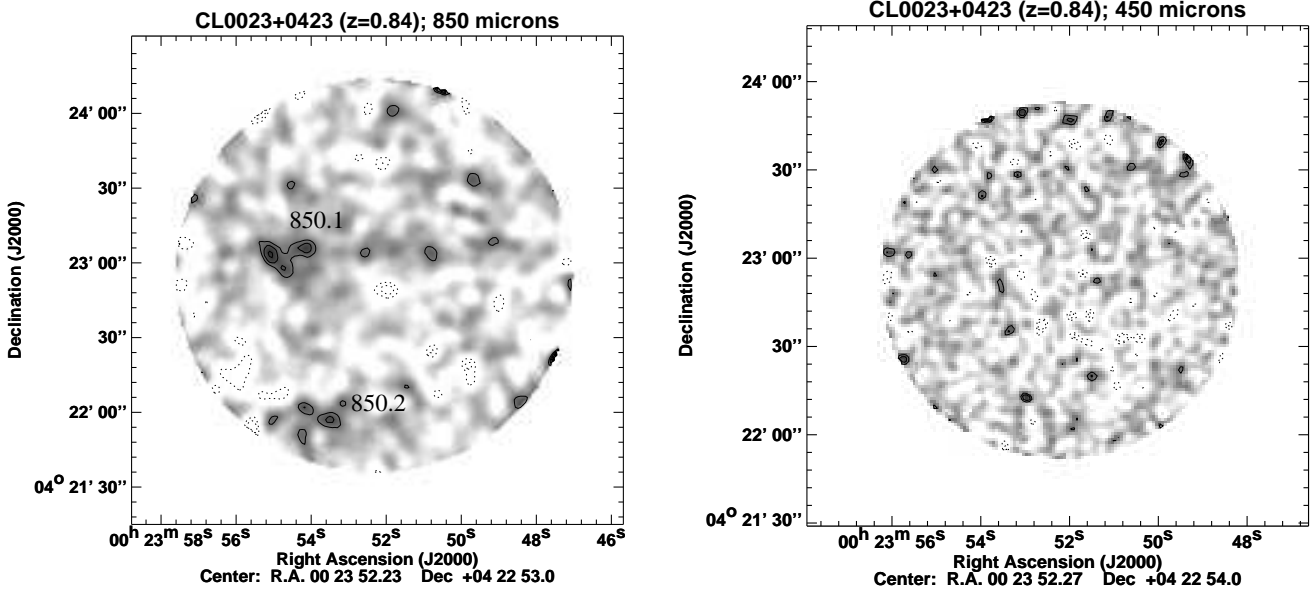 CL0023+0423 (z=0.84); 850 microns
Declination (J2000)
24' 00''
30''
23' 00''
30''
22' 00''
04° 21' 30''
850.1
850.2
00ʰ 23ᵐ 58ˢ 56ˢ 54ˢ 52ˢ 50ˢ 48ˢ 46ˢ
Right Ascension (J2000)
Center: R.A. 00 23 52.23 Dec +04 22 53.0
CL0023+0423 (z=0.84); 450 microns
Declination (J2000)
24' 00''
30''
23' 00''
30''
22' 00''
04° 21' 30''
00ʰ 23ᵐ 56ˢ 54ˢ 52ˢ 50ˢ 48ˢ
Right Ascension (J2000)
Center: R.A. 00 23 52.27 Dec +04 22 54.0